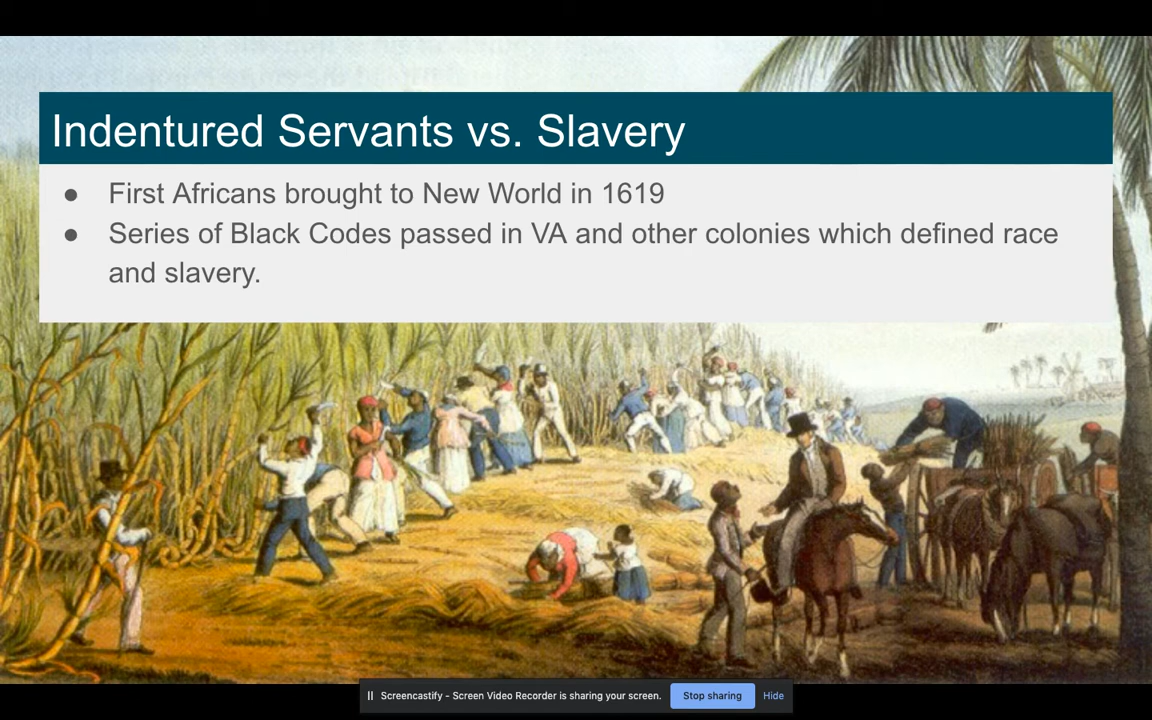 Indentured Servants vs. Slavery
● First Africans brought to New World in 1619
● Series of Black Codes passed in VA and other colonies which defined race
and slavery.
Screencastify - Screen Video Recorder is sharing your screen. Stop sharing Hide